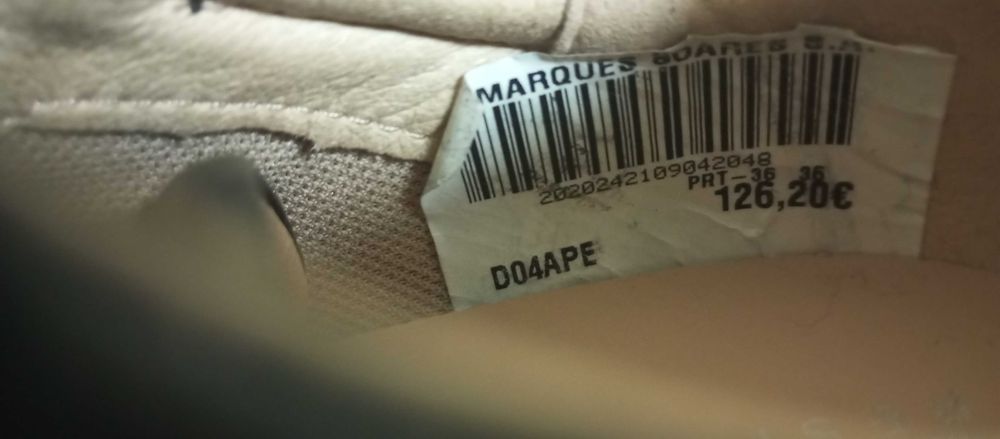 MARQUES SOARES S.A.
2020242109042048
PRT-36 36
126,20€
D04APE